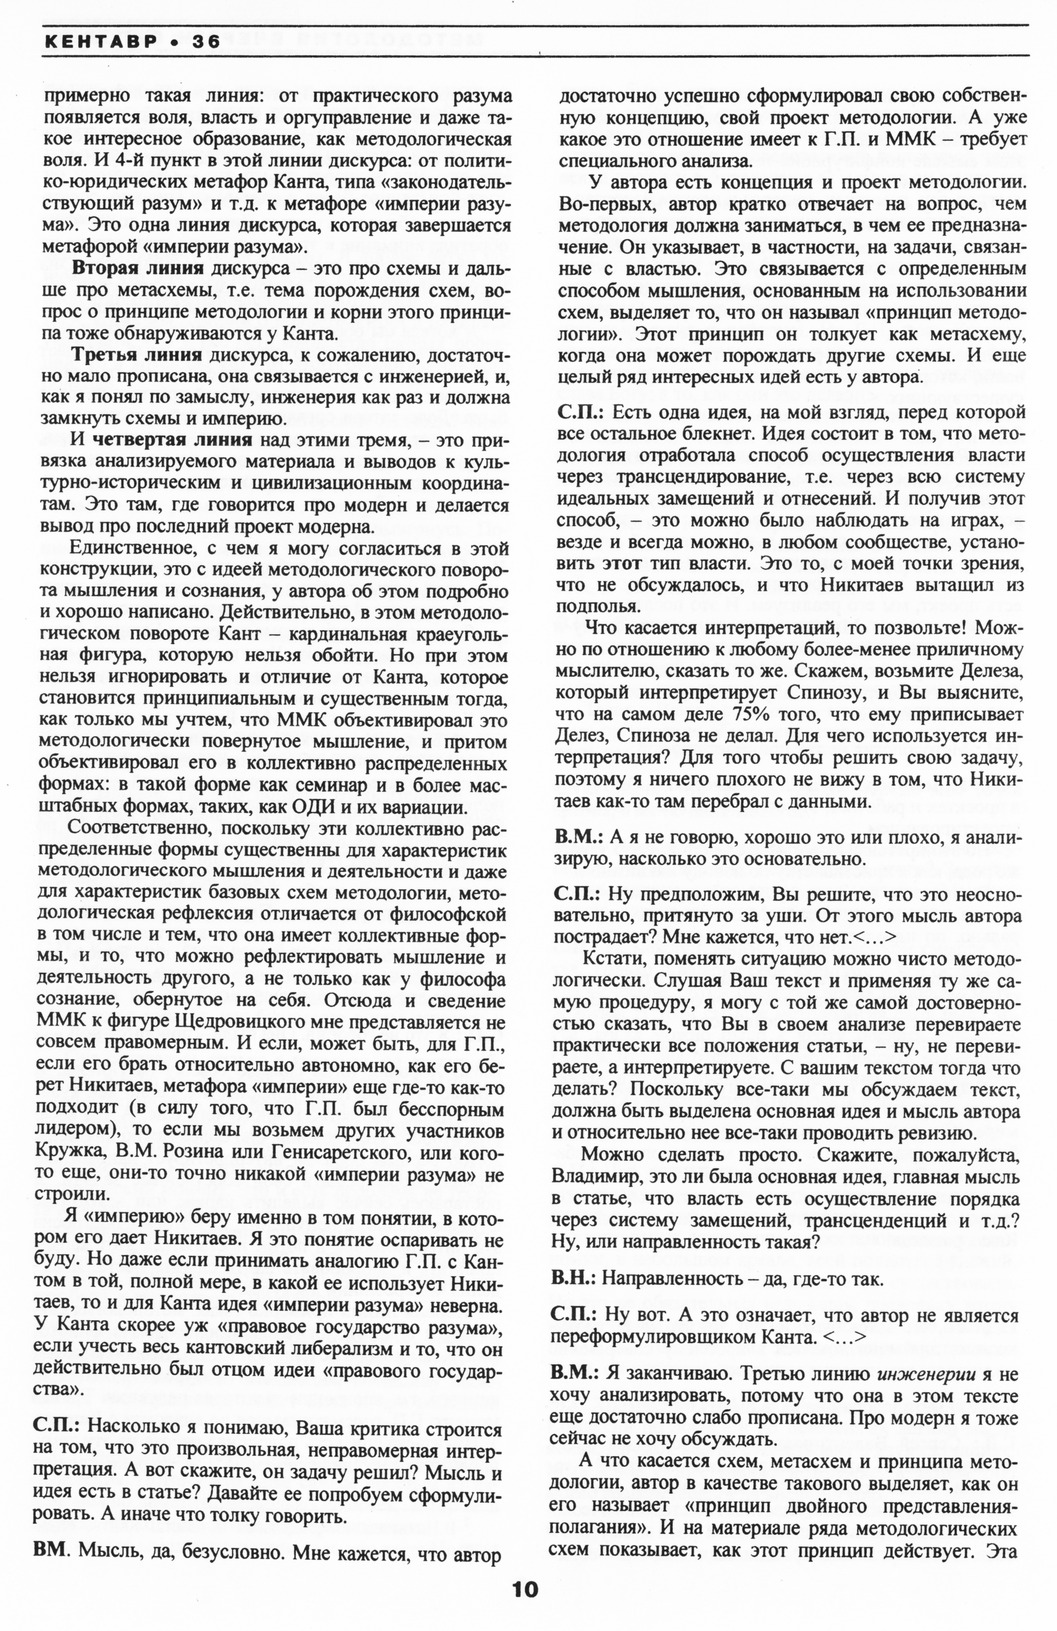 КЕНТАВР • 36
примерно такая линия: от практического разума
появляется воля, власть и оргуправление и даже та-
кое интересное образование, как методологическая
воля. И 4-й пункт в этой линии дискурса: от полити-
ко-юридических метафор Канта, типа «законодатель-
ствующий разум» и т.д. к метафоре «империи разу-
ма». Это одна линия дискурса, которая завершается
метафорой «империи разума».
Вторая линия дискурса – это про схемы и даль-
ше про метасхемы, т.е. тема порождения схем, во-
прос о принципе методологии и корни этого принци-
па тоже обнаруживаются у Канта.
Третья линия дискурса, к сожалению, достаточ-
но мало прописана, она связывается с инженерией, и,
как я понял по замыслу, инженерия как раз и должна
замкнуть схемы и империю.
И четвертая линия над этими тремя, – это при-
вязка анализируемого материала и выводов к куль-
турно-историческим и цивилизационным координа-
там. Это там, где говорится про модерн и делается
вывод про последний проект модерна.
Единственное, с чем я могу согласиться в этой
конструкции, это с идеей методологического поворо-
та мышления и сознания, у автора об этом подробно
и хорошо написано. Действительно, в этом методоло-
гическом повороте Кант – кардинальная краеуголь-
ная фигура, которую нельзя обойти. Но при этом
нельзя игнорировать и отличие от Канта, которое
становится принципиальным и существенным тогда,
как только мы учтем, что ММК объективировал это
методологически повернутое мышление, и притом
объективировал его в коллективно распределенных
формах: в такой форме как семинар и в более мас-
штабных формах, таких, как ОДИ и их вариации.
Соответственно, поскольку эти коллективно рас-
пределенные формы существенны для характеристик
методологического мышления и деятельности и даже
для характеристик базовых схем методологии, мето-
дологическая рефлексия отличается от философской
в том числе и тем, что она имеет коллективные фор-
мы, и то, что можно рефлектировать мышление и
деятельность другого, а не только как у философа
сознание, обернутое на себя. Отсюда и сведение
ММК к фигуре Щедровицкого мне представляется не
совсем правомерным. И если, может быть, для Г.П.,
если его брать относительно автономно, как его бе-
рет Никитаев, метафора «империи» еще где-то как-то
подходит (в силу того, что Г.П. был бесспорным
лидером), то если мы возьмем других участников
Кружка, В.М. Розина или Генисаретского, или кого-
то еще, они-то точно никакой «империи разума» не
строили.
Я «империю» беру именно в том понятии, в кото-
ром его дает Никитаев. Я это понятие оспаривать не
буду. Но даже если принимать аналогию Г.П. с Кан-
том в той, полной мере, в какой ее использует Ники-
таев, то и для Канта идея «империи разума» неверна.
У Канта скорее уж «правовое государство разума»,
если учесть весь кантовский либерализм и то, что он
действительно был отцом идеи «правового государ-
ства».
С.П.: Насколько я понимаю, Ваша критика строится
на том, что это произвольная, неправомерная интер-
претация. А вот скажите, он задачу решил? Мысль и
идея есть в статье? Давайте ее попробуем сформули-
ровать. А иначе что толку говорить.
ВМ. Мысль, да, безусловно. Мне кажется, что автор
достаточно успешно сформулировал свою собствен-
ную концепцию, свой проект методологии. А уже
какое это отношение имеет к Г.П. и ММК – требует
специального анализа.
У автора есть концепция и проект методологии.
Во-первых, автор кратко отвечает на вопрос, чем
методология должна заниматься, в чем ее предназна-
чение. Он указывает, в частности, на задачи, связан-
ные с властью. Это связывается с определенным
способом мышления, основанным на использовании
схем, выделяет то, что он называл «принцип методо-
логии». Этот принцип он толкует как метасхему,
когда она может порождать другие схемы. И еще
целый ряд интересных идей есть у автора.
С.П.: Есть одна идея, на мой взгляд, перед которой
все остальное блекнет. Идея состоит в том, что мето-
дология отработала способ осуществления власти
через трансцендирование, т.е. через всю систему
идеальных замещений и отнесений. И получив этот
способ, – это можно было наблюдать на играх, –
везде и всегда можно, в любом сообществе, устано-
вить этот тип власти. Это то, с моей точки зрения,
что не обсуждалось, и что Никитаев вытащил из
подполья.
Что касается интерпретаций, то позвольте! Мож-
но по отношению к любому более-менее приличному
мыслителю, сказать то же. Скажем, возьмите Делеза,
который интерпретирует Спинозу, и Вы выясните,
что на самом деле 75% того, что ему приписывает
Делез, Спиноза не делал. Для чего используется ин-
терпретация? Для того чтобы решить свою задачу,
поэтому я ничего плохого не вижу в том, что Ники-
таев как-то там перебрал с данными.
В.М.: А я не говорю, хорошо это или плохо, я анали-
зирую, насколько это основательно.
С.П.: Ну предположим, Вы решите, что это неосно-
вательно, притянуто за уши. От этого мысль автора
пострадает? Мне кажется, что нет.<...>
Кстати, поменять ситуацию можно чисто методо-
логически. Слушая Ваш текст и применяя ту же са-
мую процедуру, я могу с той же самой достоверно-
стью сказать, что Вы в своем анализе перевираете
практически все положения статьи, – ну, не переви-
раете, а интерпретируете. С вашим текстом тогда что
делать? Поскольку все-таки мы обсуждаем текст,
должна быть выделена основная идея и мысль автора
и относительно нее все-таки проводить ревизию.
Можно сделать просто. Скажите, пожалуйста,
Владимир, это ли была основная идея, главная мысль
в статье, что власть есть осуществление порядка
через систему замещений, трансценденций и т.д.?
Ну, или направленность такая?
В.Н.: Направленность – да, где-то так.
С.П.: Ну вот. А это означает, что автор не является
переформулировщиком Канта. <...>
В.М.: Я заканчиваю. Третью линию инженерии я не
хочу анализировать, потому что она в этом тексте
еще достаточно слабо прописана. Про модерн я тоже
сейчас не хочу обсуждать.
А что касается схем, метасхем и принципа мето-
дологии, автор в качестве такового выделяет, как он
его называет «принцип двойного представления-
полагания». И на материале ряда методологических
схем показывает, как этот принцип действует. Эта
10